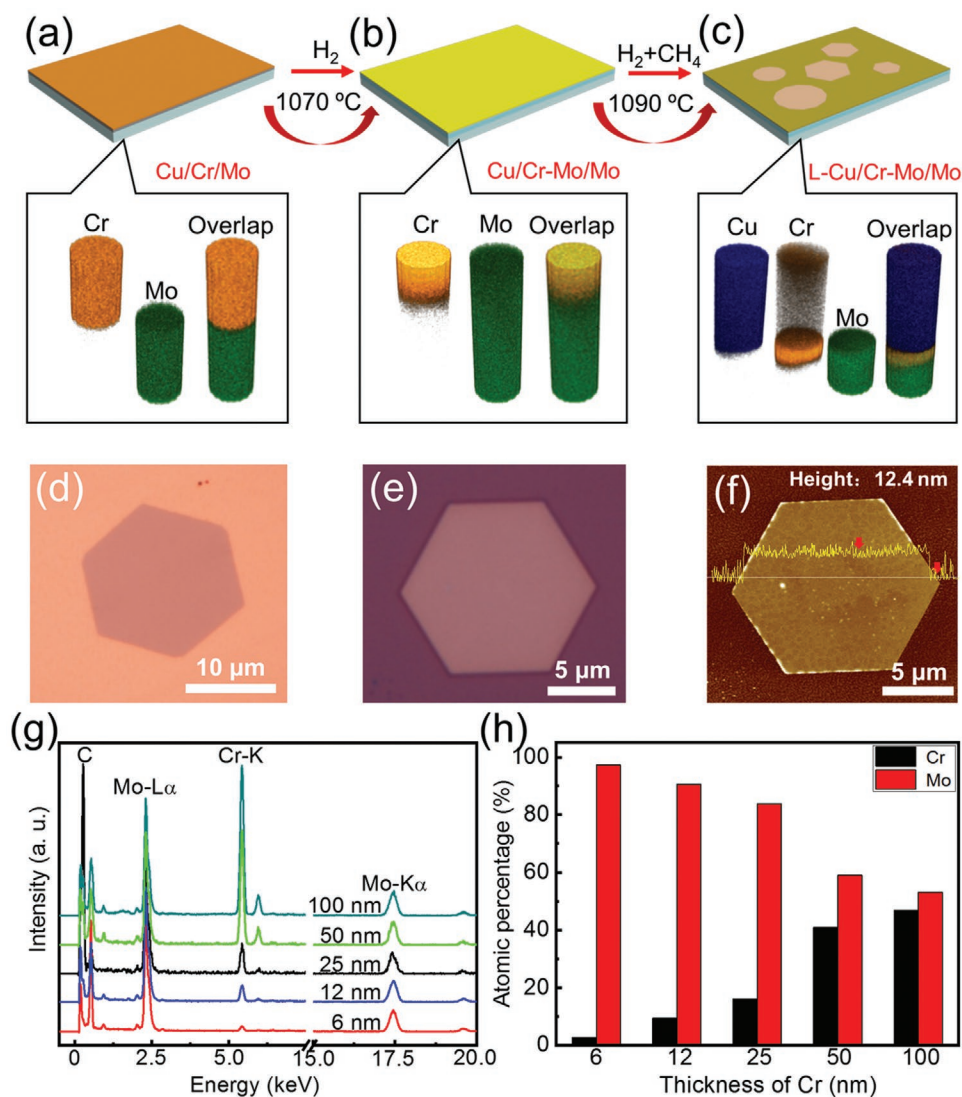 (a)
H₂
1070 ºC
(b)
H₂+CH₄
1090 ºC
(c)
Cu/Cr/Mo
Cu/Cr-Mo/Mo
L-Cu/Cr-Mo/Mo
Cr
Mo
Overlap
Cr
Mo
Overlap
Cu
Cr
Mo
Overlap
(d)
10 μm
(e)
5 μm
(f)
Height: 12.4 nm
5 μm
(g)
C
Mo-Lα
Cr-K
Mo-Kα
100 nm
50 nm
25 nm
12 nm
6 nm
Intensity (a. u.)
0.0 2.5 5.0 17.5 20.0
Energy (keV)
(h)
Cr
Mo
100
80
60
40
20
0
Atomic percentage (%)
6 12 25 50 100
Thickness of Cr (nm)